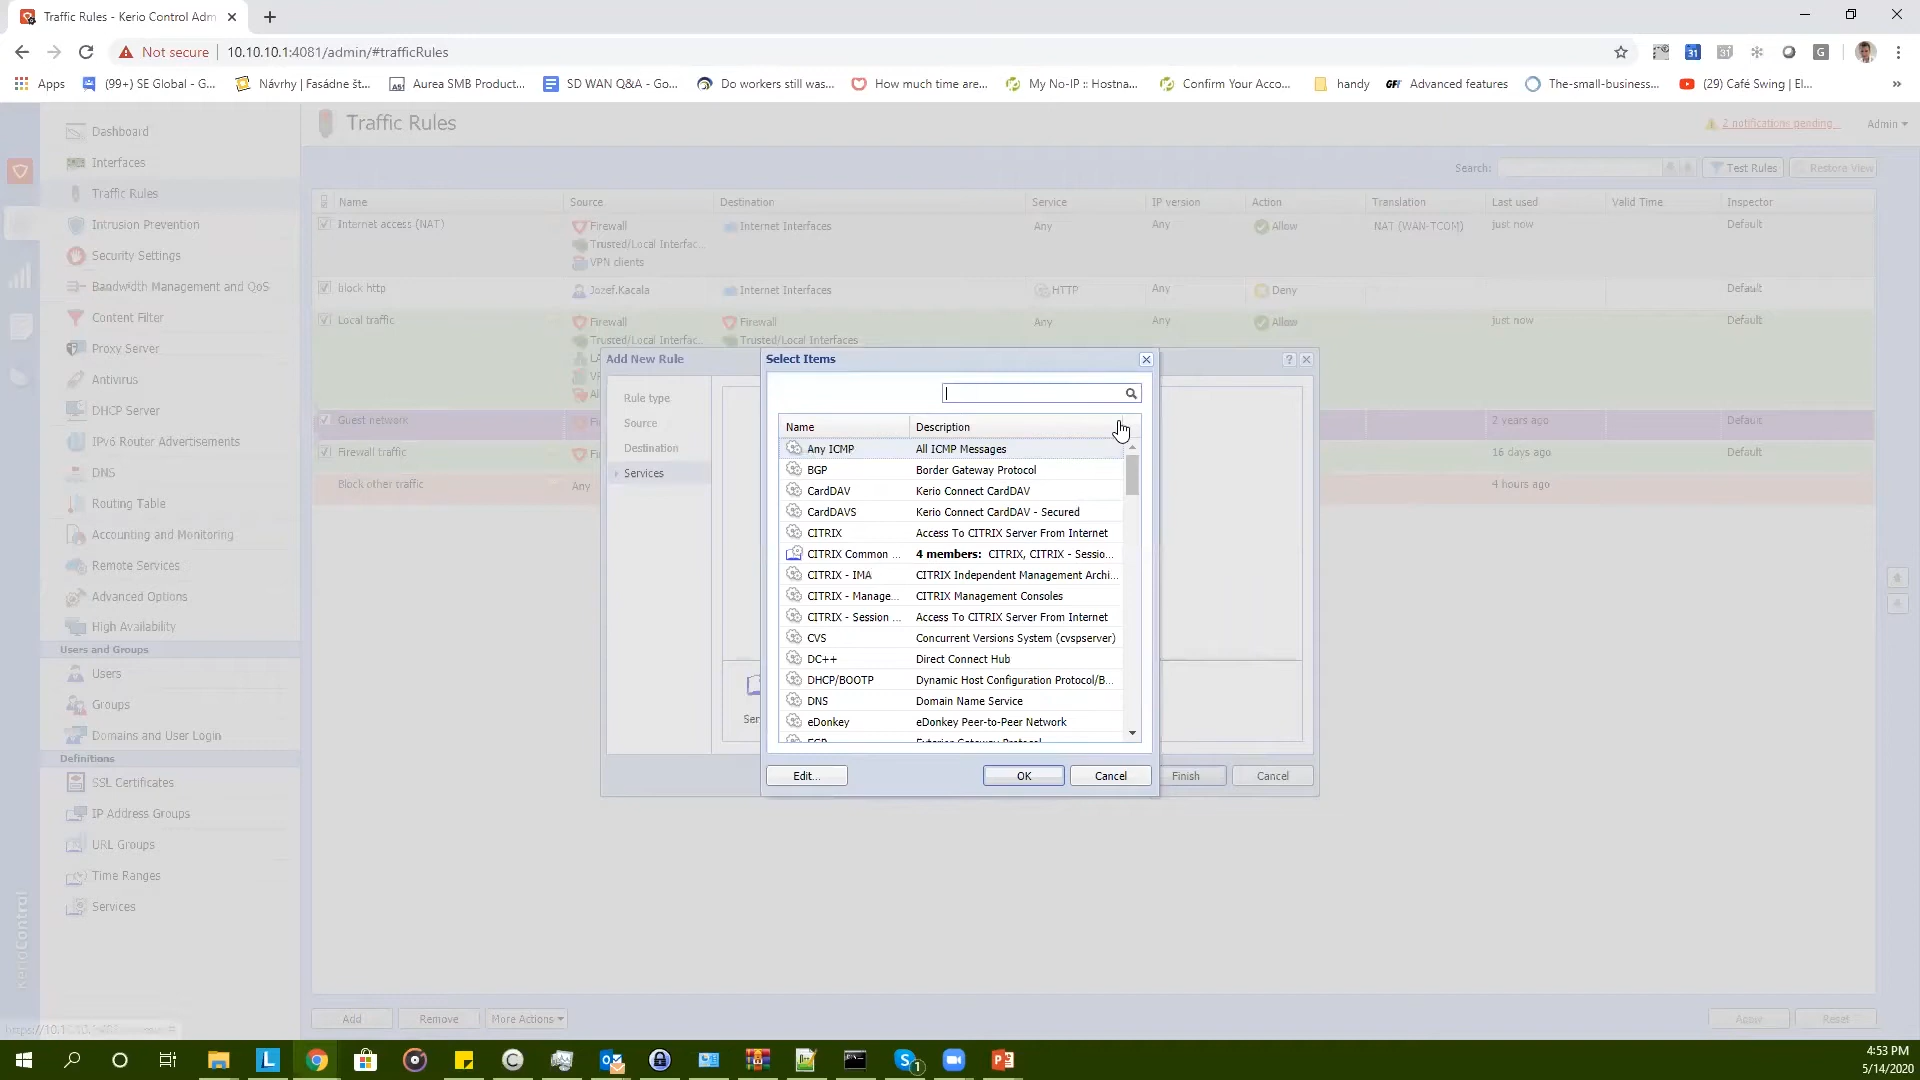 Traffic Rules - Kerio Control Adm
Not secure
10.10.10.1:4081/admin/#trafficRules
Apps
(99+) SE Global - G...
Návrhy | Fasádne št...
Aurea SMB Product...
SD WAN Q&A - Go...
Do workers still was...
How much time are...
My No-IP :: Hostna...
Confirm Your Acco...
handy
GFI Advanced features
The-small-business...
(29) Café Swing | El...
Traffic Rules
2 notifications pending...
Admin
Search:
Test Rules
Restore View
Dashboard
Interfaces
Traffic Rules
Intrusion Prevention
Security Settings
Bandwidth Management and QoS
Content Filter
Proxy Server
Antivirus
DHCP Server
IPv6 Router Advertisements
DNS
Routing Table
Accounting and Monitoring
Remote Services
Advanced Options
High Availability
Users and Groups
Users
Groups
Domains and User Login
Definitions
SSL Certificates
IP Address Groups
URL Groups
Time Ranges
Services
KerioControl
Name Source Destination Service IP version Action Translation Last used Valid Time Inspector
Internet access (NAT) Firewall Internet Interfaces Any Any Allow NAT (WAN-TCOM) just now Default
Trusted/Local Interfac...
VPN clients
block http Jozef.Kacala Internet Interfaces HTTP Any Deny Default
Local traffic Firewall Firewall Any Any Allow just now Default
Trusted/Local Interfac... Trusted/Local Interfaces
Guest network 2 years ago Default
Firewall traffic 16 days ago Default
Block other traffic Any 4 hours ago
Add New Rule
Rule type
Source
Destination
Services
Select Items
Name Description
Any ICMP All ICMP Messages
BGP Border Gateway Protocol
CardDAV Kerio Connect CardDAV
CardDAVS Kerio Connect CardDAV - Secured
CITRIX Access To CITRIX Server From Internet
CITRIX Common ... 4 members: CITRIX, CITRIX - Sessio...
CITRIX - IMA CITRIX Independent Management Archi...
CITRIX - Manage... CITRIX Management Consoles
CITRIX - Session ... Access To CITRIX Server From Internet
CVS Concurrent Versions System (cvspserver)
DC++ Direct Connect Hub
DHCP/BOOTP Dynamic Host Configuration Protocol/B...
DNS Domain Name Service
eDonkey eDonkey Peer-to-Peer Network
EGP Exterior Gateway Protocol
Edit...
OK
Cancel
Finish
Cancel
Add
Remove
More Actions
Apply
Reset
4:53 PM
5/14/2020